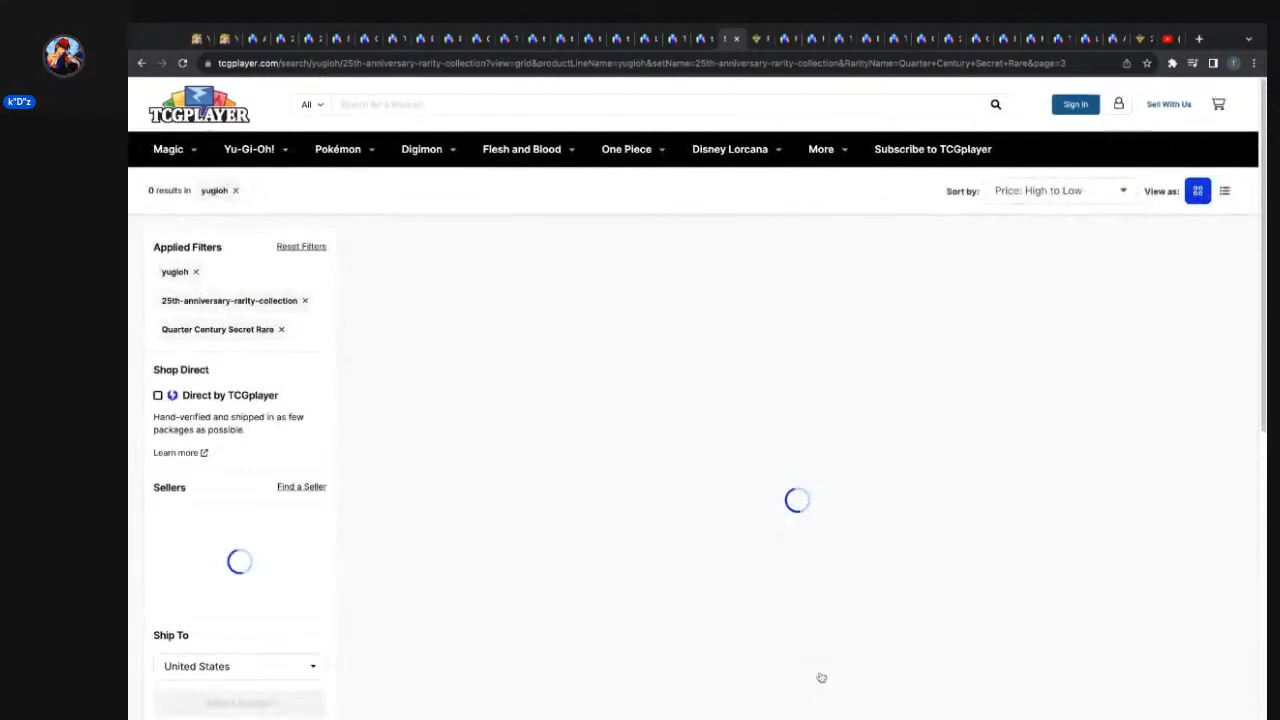 k"D"z
tcgplayer.com/search/yugioh/25th-anniversary-rarity-collection?view=grid&productLineName=yugioh&setName=25th-anniversary-rarity-collection&RarityName=Quarter+Century+Secret+Rare&page=3
TCGPLAYER
All
Search for a Product
Sign In
Sell With Us
Magic
Yu-Gi-Oh!
Pokémon
Digimon
Flesh and Blood
One Piece
Disney Lorcana
More
Subscribe to TCGplayer
0 results in yugioh ×
Sort by: Price: High to Low
View as:
Applied Filters
Reset Filters
yugioh ×
25th-anniversary-rarity-collection ×
Quarter Century Secret Rare ×
Shop Direct
Direct by TCGplayer
Hand-verified and shipped in as few
packages as possible.
Learn more
Sellers
Find a Seller
Ship To
United States